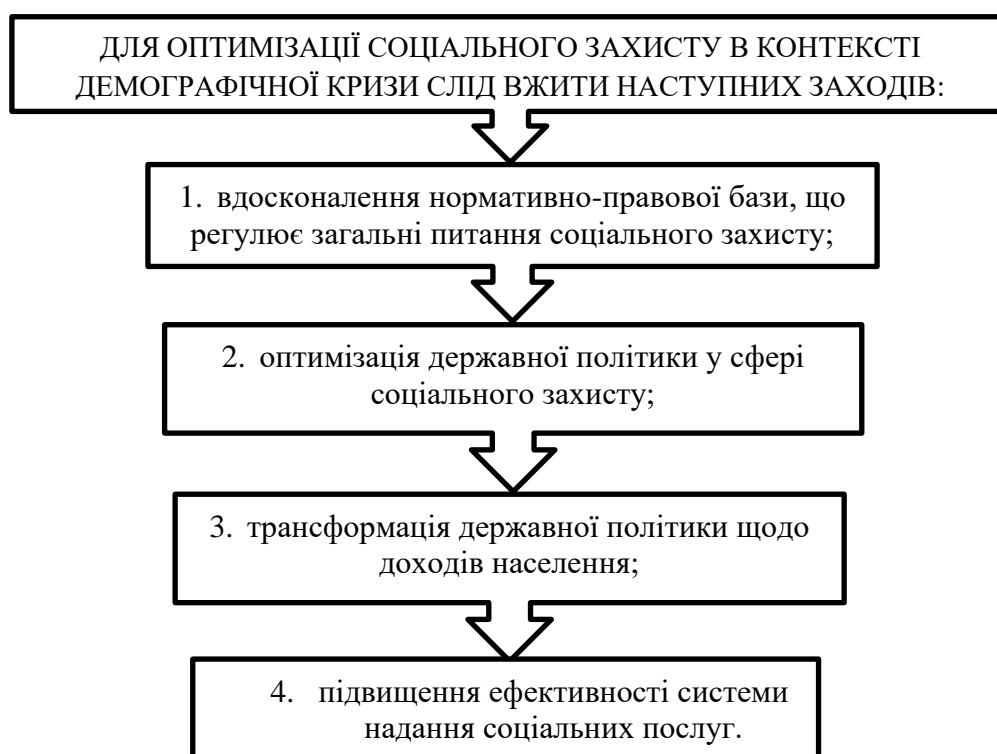 ДЛЯ ОПТИМІЗАЦІЇ СОЦІАЛЬНОГО ЗАХИСТУ В КОНТЕКСТІ
ДЕМОГРАФІЧНОЇ КРИЗИ СЛІД ВЖИТИ НАСТУПНИХ ЗАХОДІВ:
1. вдосконалення нормативно-правової бази, що
регулює загальні питання соціального захисту;
2. оптимізація державної політики у сфері
соціального захисту;
3. трансформація державної політики щодо
доходів населення;
4. підвищення ефективності системи
надання соціальних послуг.